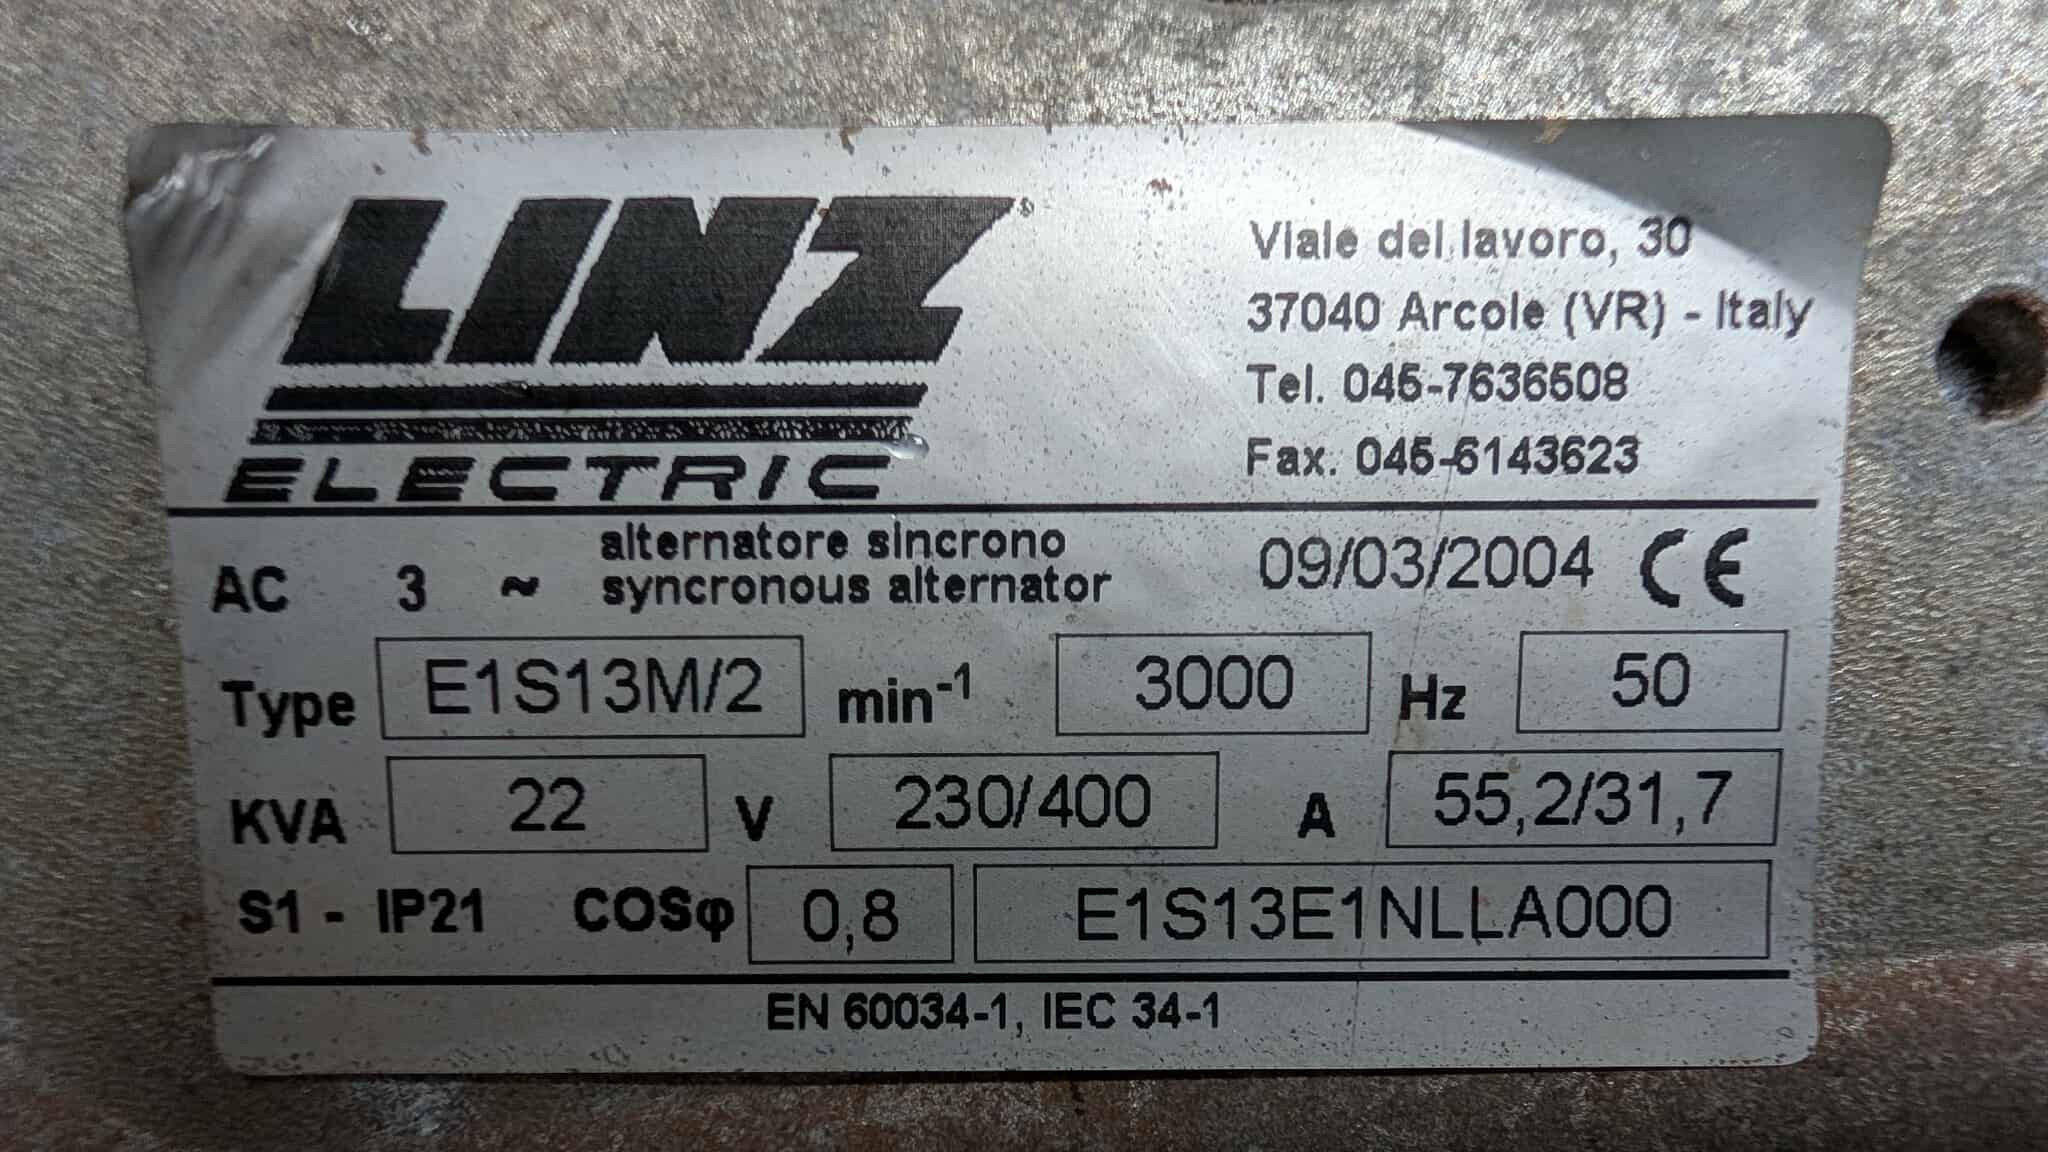 LINZ®
ELECTRIC
Viale del lavoro, 30
37040 Arcole (VR) - Italy
Tel. 045-7636508
Fax. 045-6143623
AC 3 ~ alternatore sincrono
syncronous alternator
09/03/2004 CE
Type E1S13M/2 min-1 3000 Hz 50
KVA 22 V 230/400 A 55,2/31,7
S1 - IP21 COSφ 0,8 E1S13E1NLLA000
EN 60034-1, IEC 34-1